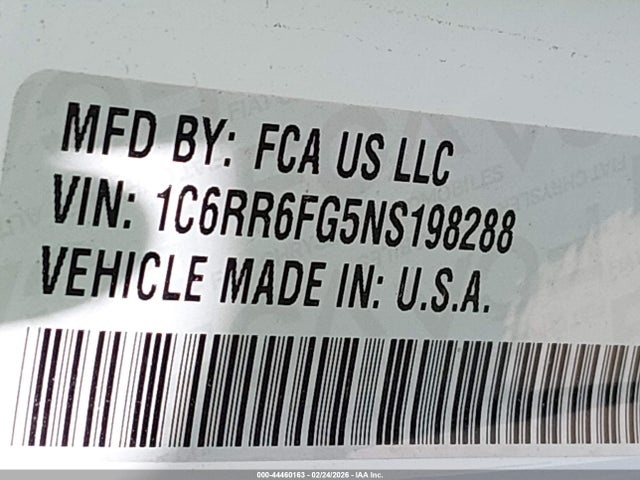 MFD BY: FCA US LLC
VIN: 1C6RR6FG5NS198288
VEHICLE MADE IN: U.S.A.
000-44460163 - 02/24/2026 - IAA Inc.